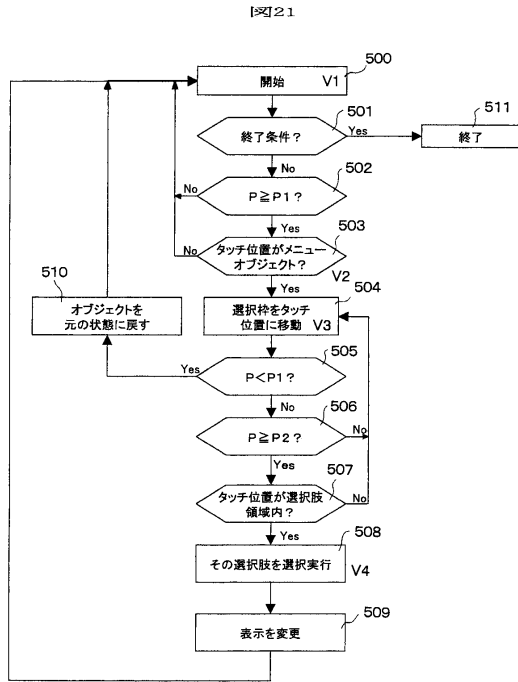 図21
500
開始
V1
501
終了条件？
Yes
511
終了
No
502
P≧P1？
No
Yes
503
タッチ位置がメニュー
オブジェクト？
No
V2
Yes
510
オブジェクトを
元の状態に戻す
504
選択枠をタッチ
位置に移動
V3
505
P<P1？
Yes
No
506
P≧P2？
No
Yes
507
タッチ位置が選択肢
領域内？
No
Yes
508
その選択肢を選択実行
V4
509
表示を変更